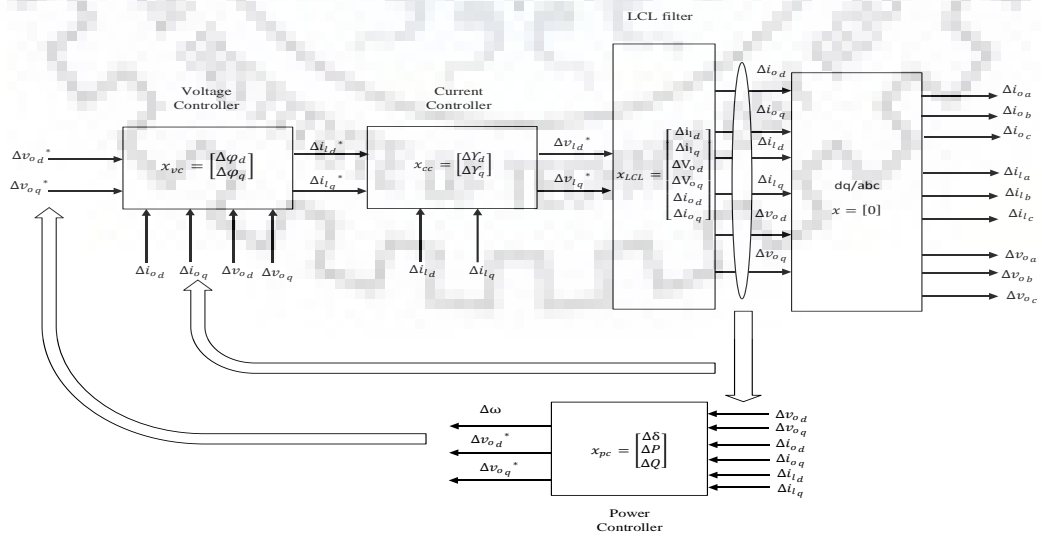 LCL filter
Voltage
Controller
Current
Controller
Δv_od*
Δv_oq*
x_vc = [Δφ_d
Δφ_q]
Δi_ld*
Δi_lq*
x_cc = [ΔY_d
ΔY_q]
Δv_ld*
Δv_lq*
x_LCL = [Δi_ld
Δi_lq
ΔV_od
ΔV_oq
Δi_od
Δi_oq]
Δi_od
Δi_oq
Δi_ld
Δi_lq
Δv_od
Δv_oq
dq/abc
x = [0]
Δi_oa
Δi_ob
Δi_oc
Δi_la
Δi_lb
Δi_lc
Δv_oa
Δv_ob
Δv_oc
Δi_od Δi_oq Δv_od Δv_oq
Δi_ld Δi_lq
Δω
Δv_od*
Δv_oq*
x_pc = [Δδ
ΔP
ΔQ]
Δv_od
Δv_oq
Δi_od
Δi_oq
Δi_ld
Δi_lq
Power
Controller